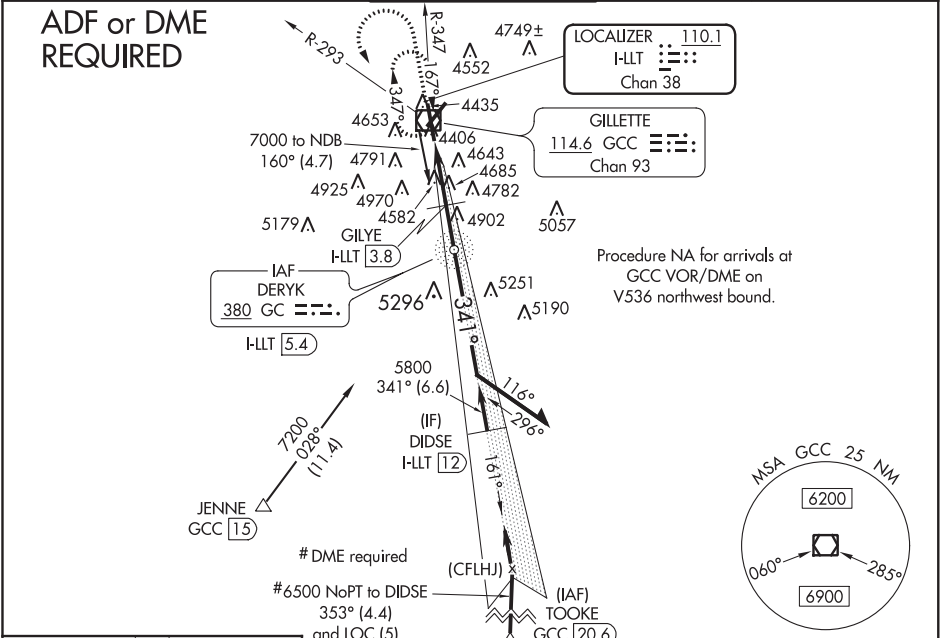 ADF or DME
REQUIRED
R-293
R-347
167°
347°
4749±
4552
LOCALIZER 110.1
I-LLT
Chan 38
4435
4653
GILLETTE
114.6 GCC
Chan 93
7000 to NDB
160° (4.7)
4406
4643
4791
4685
4925
4970
4782
4582
4902
5057
5179
GILYE
I-LLT 3.8
Procedure NA for arrivals at
GCC VOR/DME on
V536 northwest bound.
IAF
DERYK
380 GC
I-LLT 5.4
5296
5251
5190
341°
5800
341° (6.6)
116°
296°
(IF)
DIDSE
I-LLT 12
161°
7200
028°
(11.4)
JENNE
GCC 15
MSA GCC 25 NM
6200
060°
285°
6900
# DME required
(CFLHJ)
#6500 NoPT to DIDSE
353° (4.4)
and LOC (5)
(IAF)
TOOKE
GCC 20.6